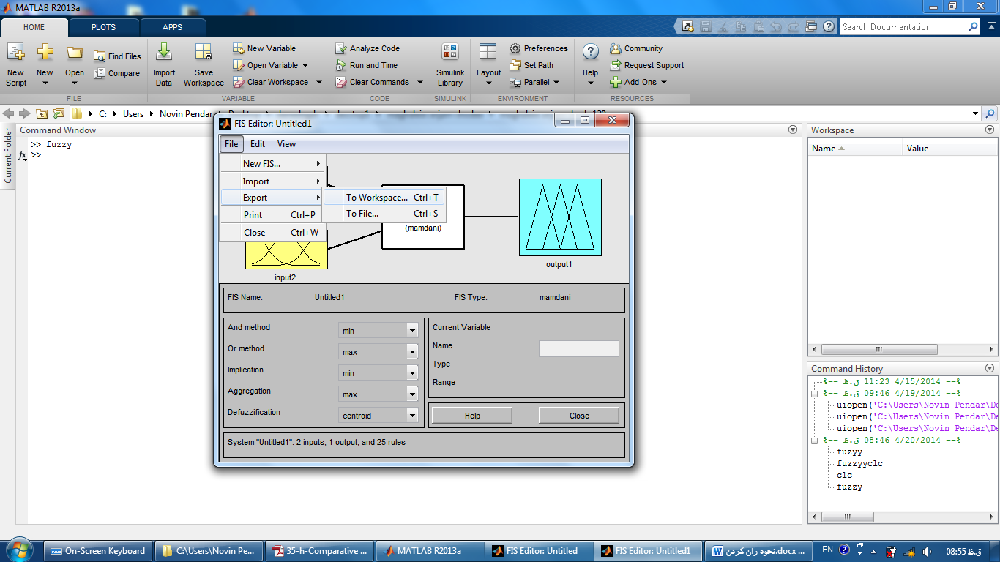 MATLAB R2013a
HOME PLOTS APPS
Search Documentation
New Script
New
Open
Find Files
Compare
Import Data
Save Workspace
New Variable
Open Variable
Clear Workspace
Analyze Code
Run and Time
Clear Commands
Simulink Library
Layout
Preferences
Set Path
Parallel
Help
Community
Request Support
Add-Ons
FILE VARIABLE CODE SIMULINK ENVIRONMENT RESOURCES
C: Users Novin Pendar
Current Folder
Command Window
>> fuzzy
fx >>
FIS Editor: Untitled1
File Edit View
New FIS...
Import
Export
Print Ctrl+P
Close Ctrl+W
To Workspace... Ctrl+T
To File... Ctrl+S
(mamdani)
output1
input2
FIS Name: Untitled1 FIS Type: mamdani
And method min
Or method max
Implication min
Aggregation max
Defuzzification centroid
Current Variable
Name
Type
Range
Help Close
System "Untitled1": 2 inputs, 1 output, and 25 rules
Workspace
Name Value
Command History
%-- ق.ظ 11:23 4/15/2014 --%
%-- ق.ظ 09:46 4/19/2014 --%
uiopen('C:\Users\Novin Pendar\De
uiopen('C:\Users\Novin Pendar\De
uiopen('C:\Users\Novin Pendar\De
%-- ق.ظ 08:46 4/20/2014 --%
fuzyy
fuzzyyclc
clc
fuzzy
On-Screen Keyboard
C:\Users\Novin Pe...
35-h-Comparative ...
MATLAB R2013a
FIS Editor: Untitled
FIS Editor: Untitled1
نحوه ران کردن.docx ...
EN
08:55 ق.ظ